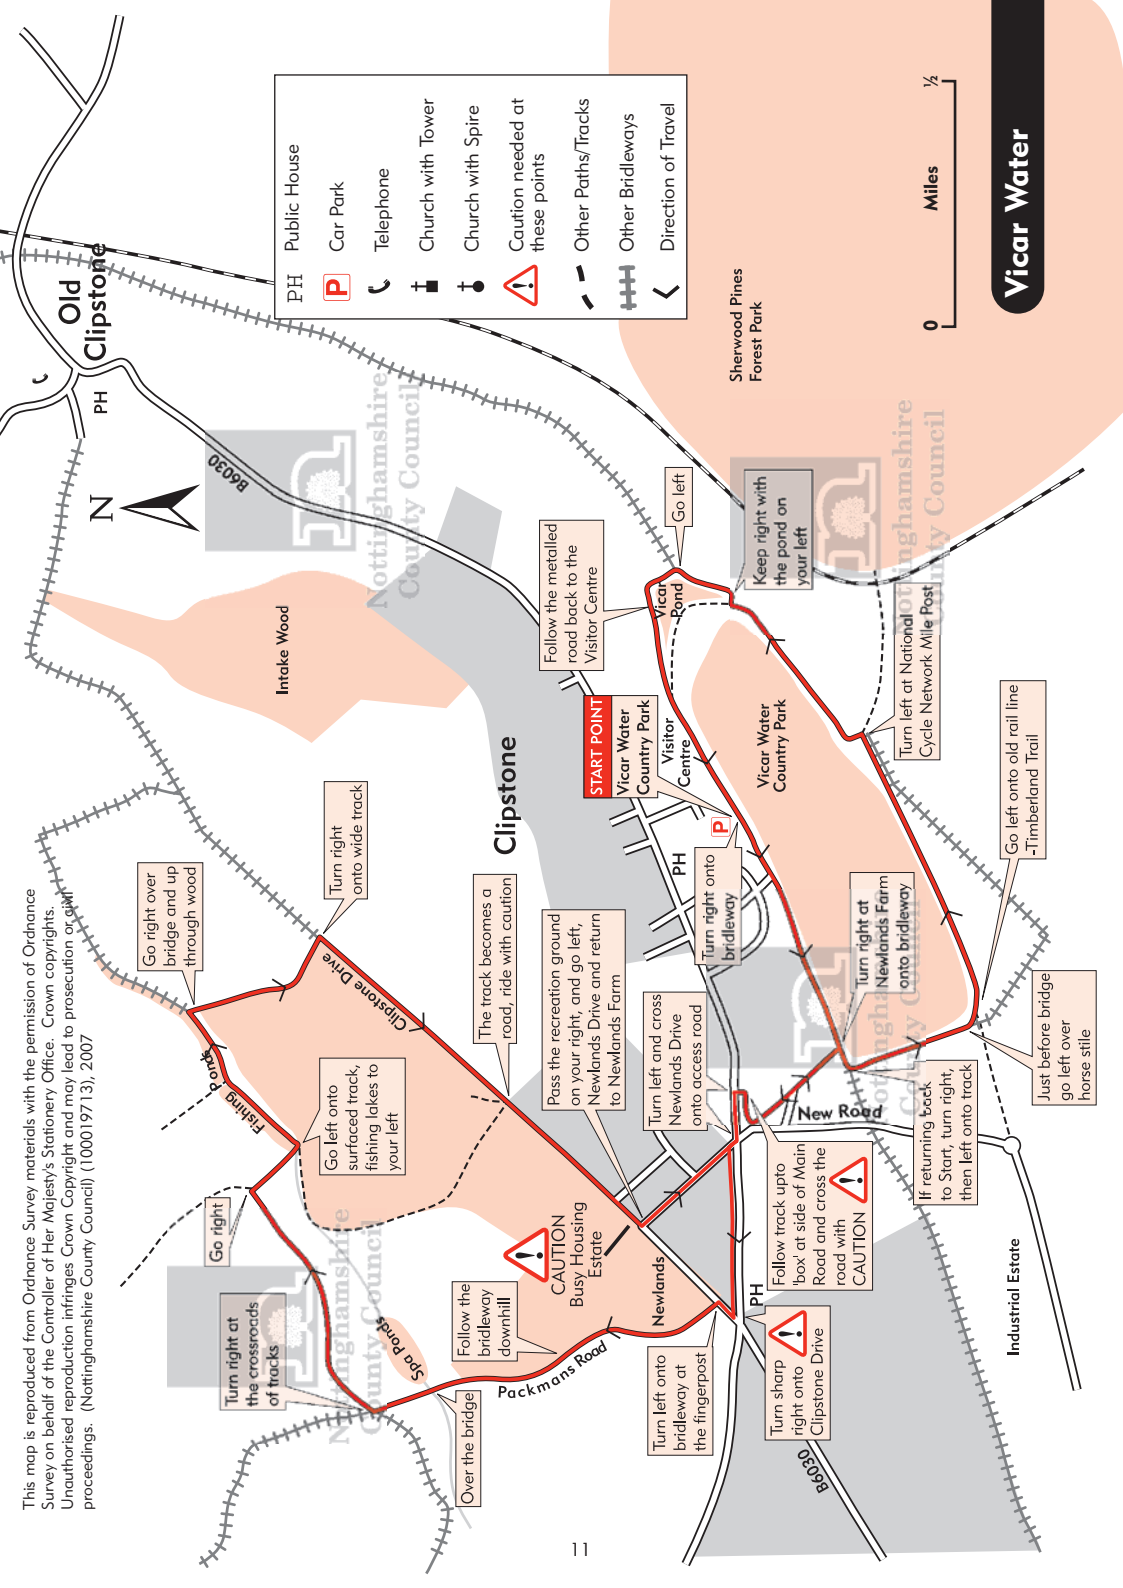 This map is reproduced from Ordnance Survey materials with the permission of Ordnance
Survey on behalf of the Controller of Her Majesty's Stationery Office. Crown copyrights.
Unauthorised reproduction infringes Crown Copyright and may lead to prosecution or civil
proceedings. (Nottinghamshire County Council) (100019713), 2007
Old
Clipstone
PH
N
B6030
PH Public House
P Car Park
Telephone
Church with Tower
Church with Spire
Caution needed at
these points
Other Paths/Tracks
Other Bridleways
Direction of Travel
Sherwood Pines
Forest Park
0 Miles ½
Vicar Water
Intake Wood
Clipstone
Go right over
bridge and up
through wood
Turn right
onto wide track
Clipstone Drive
Fishing Ponds
Go left onto
surfaced track,
fishing lakes to
your left
Go right
Turn right at
the crossroads
of tracks
Spa Ponds
Over the bridge
Follow the
bridleway
downhill
Packmans Road
Newlands
CAUTION
Busy Housing
Estate
The track becomes a
road, ride with caution
Pass the recreation ground
on your right, and go left,
Newlands Drive and return
to Newlands Farm
Turn left and cross
Newlands Drive
onto access road
Turn left onto
bridleway at
the fingerpost
Turn sharp
right onto
Clipstone Drive
PH
B6030
Follow track upto
'box' at side of Main
Road and cross the
road with
CAUTION
New Road
Industrial Estate
If returning back
to Start, turn right,
then left onto track
Just before bridge
go left over
horse stile
Go left onto old rail line
-Timberland Trail
Turn right at
Newlands Farm
onto bridleway
Turn right onto
bridleway
PH
P
START POINT
Vicar Water
Country Park
Visitor
Centre
Vicar Water
Country Park
Follow the metalled
road back to the
Visitor Centre
Vicar
Pond
Go left
Keep right with
the pond on
your left
Turn left at National
Cycle Network Mile Post
Nottinghamshire
County Council
Nottinghamshire
County Council
Nottinghamshire
County Council
Nottinghamshire
County Council
11